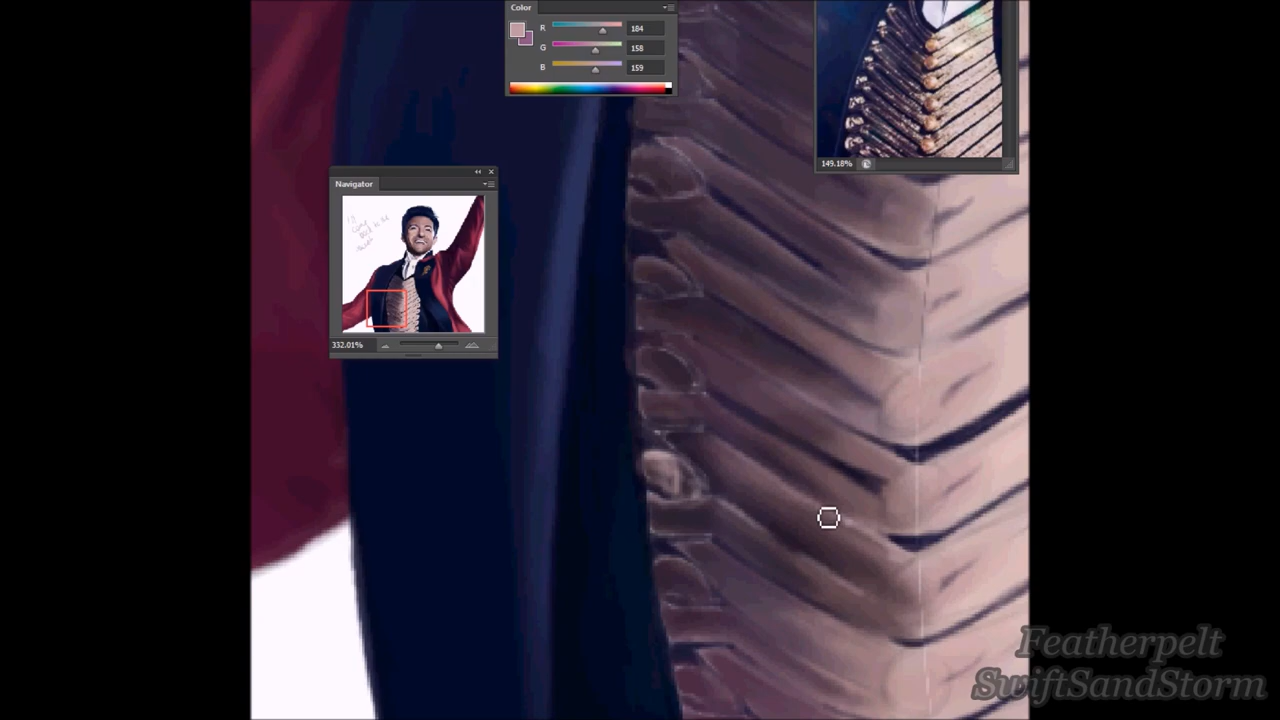 Color
R 184
G 158
B 159
149.18%
Navigator
332.01%
Featherpelt
SwiftSandStorm